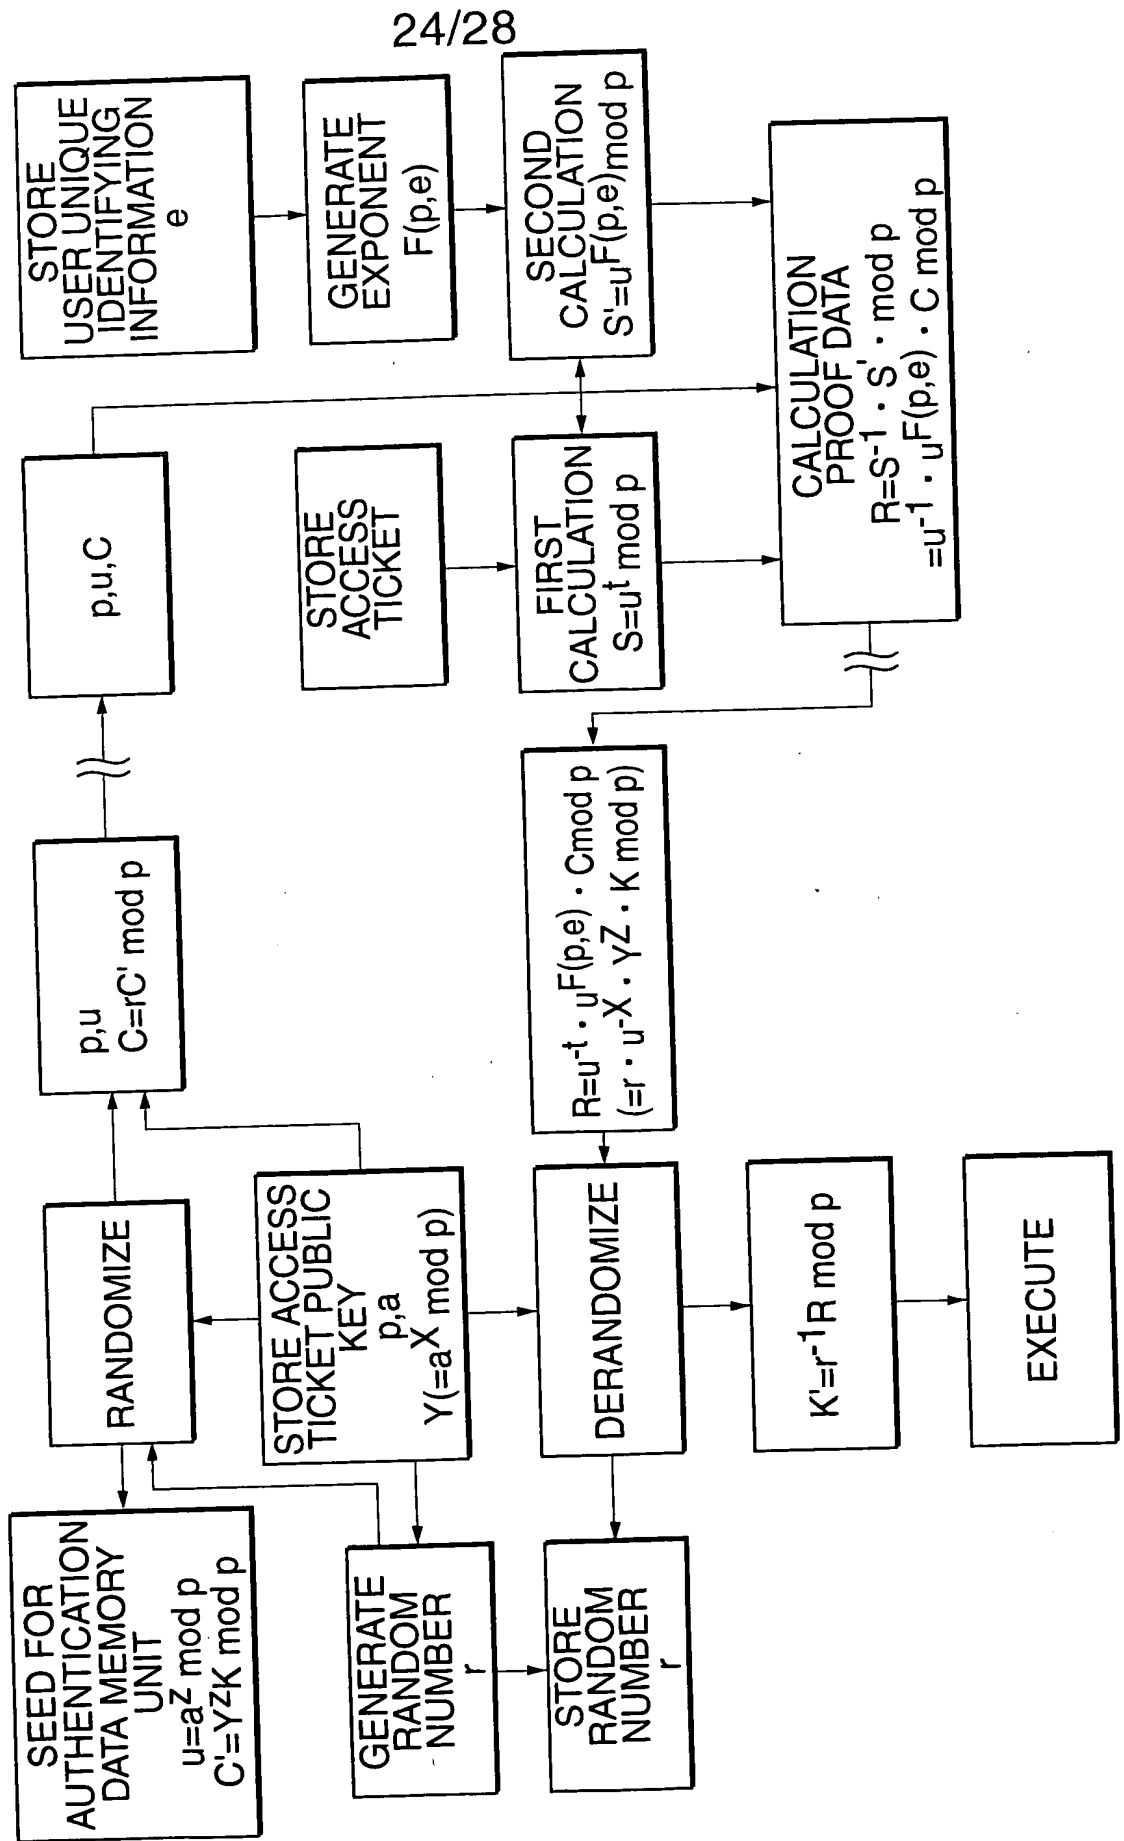 24/28
SEED FOR
AUTHENTICATION
DATA MEMORY
UNIT
u=a^z mod p
C'=Y^zK mod p
RANDOMIZE
p,u
C=rC' mod p
p,u,C
STORE
USER UNIQUE
IDENTIFYING
INFORMATION
e
GENERATE
RANDOM
NUMBER
r
STORE ACCESS
TICKET PUBLIC
KEY
p,a
Y(=a^X mod p)
STORE
ACCESS
TICKET
GENERATE
EXPONENT
F(p,e)
STORE
RANDOM
NUMBER
r
DERANDOMIZE
R=u^-t · u^F(p,e) · Cmod p
(=r · u^-X · Y^Z · K mod p)
FIRST
CALCULATION
S=u^t mod p
SECOND
CALCULATION
S'=u^F(p,e) mod p
K'=r^-1R mod p
CALCULATION
PROOF DATA
R=S^-1 · S' · mod p
=u^-1 · u^F(p,e) · C mod p
EXECUTE